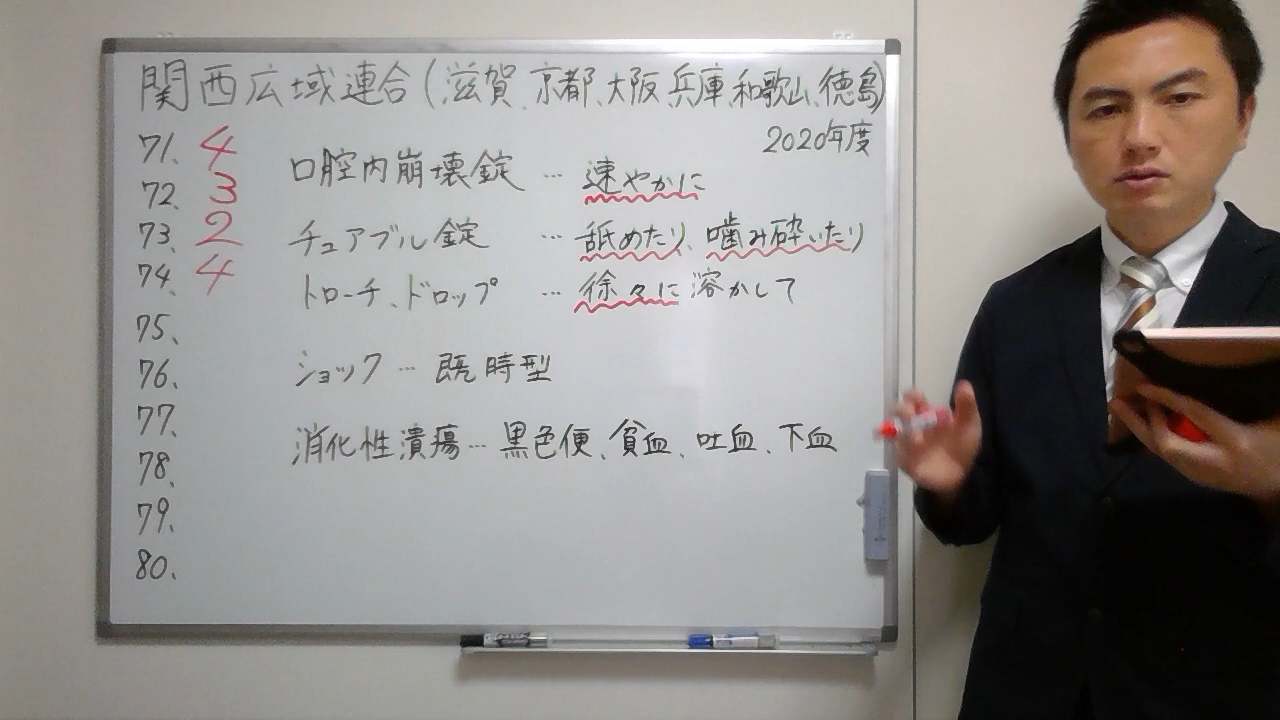 関西広域連合(滋賀、京都、大阪、兵庫、和歌山、徳島)
2020年度
71. 4
72. 3
73. 2
74. 4
75.
76.
77.
78.
79.
80.
口腔内崩壊錠 … 速やかに
チュアブル錠 … 舐めたり、噛み砕いたり
トローチ、ドロップ … 徐々に溶かして
ショック … 既時型
消化性潰瘍 … 黒色便、貧血、吐血、下血